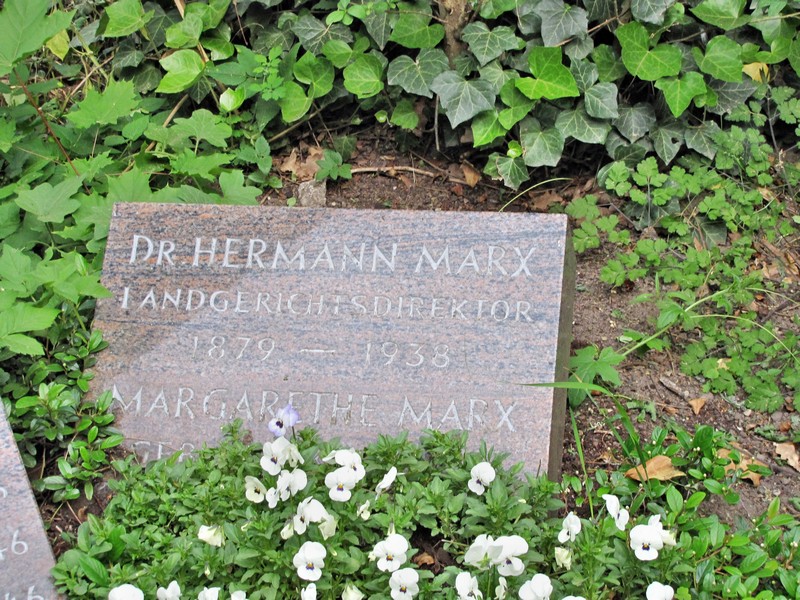 DR HERMANN MARX
LANDGERICHTSDIREKTOR
1879 — 1938
MARGARETHE MARX